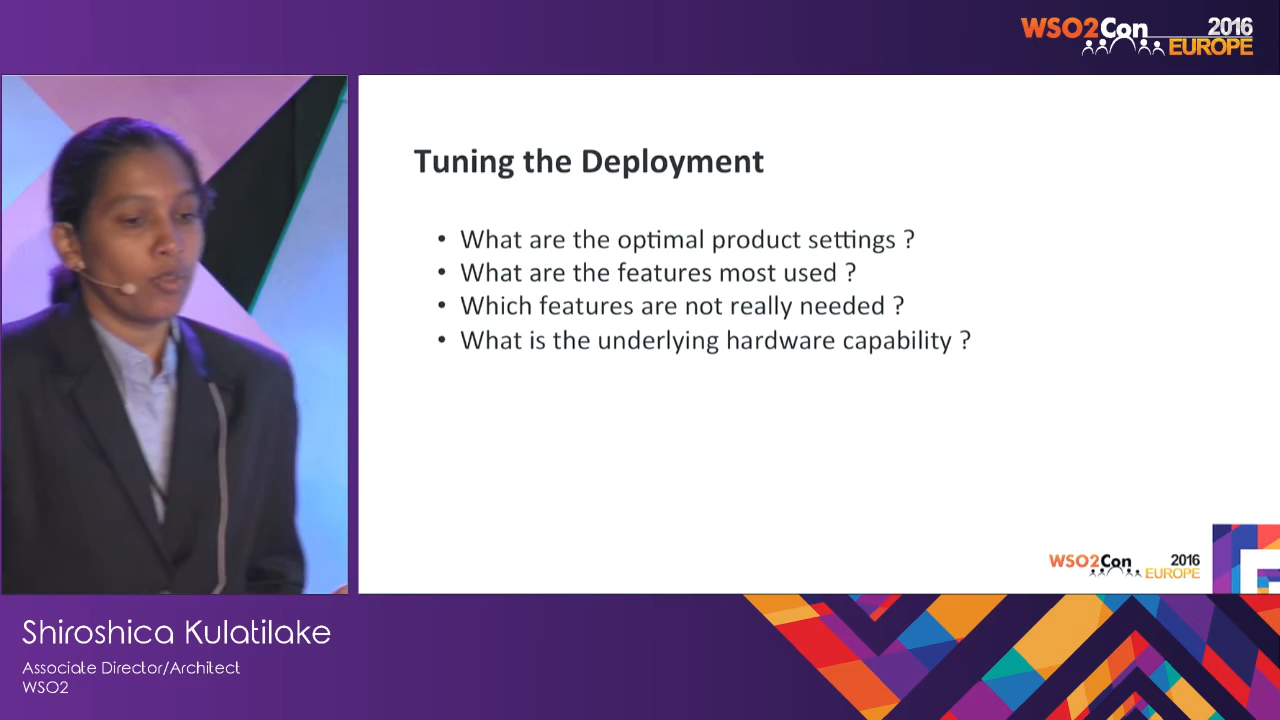 WSO2Con 2016
EUROPE
Tuning the Deployment
• What are the optimal product settings ?
• What are the features most used ?
• Which features are not really needed ?
• What is the underlying hardware capability ?
WSO2Con 2016
EUROPE
Shiroshica Kulatilake
Associate Director/Architect
WSO2